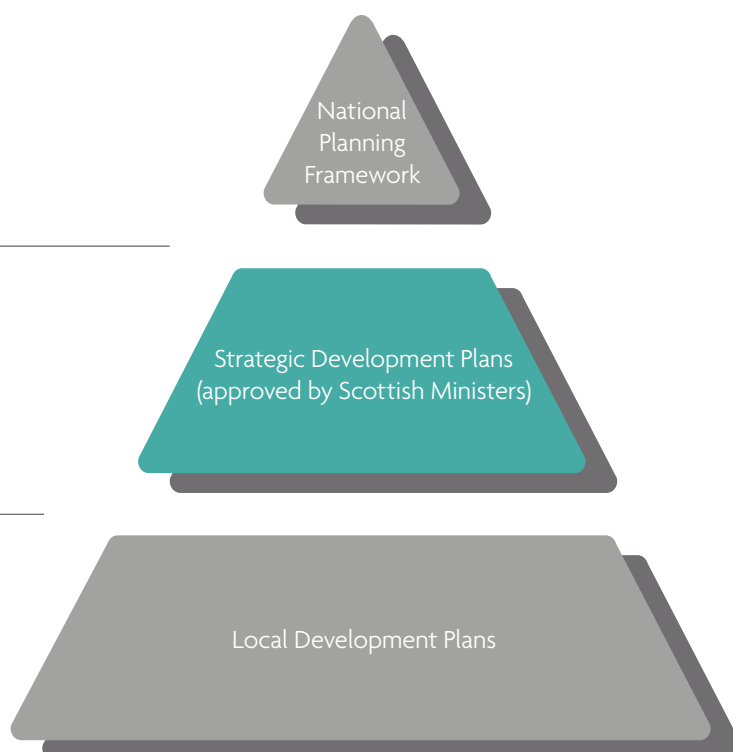 National
Planning
Framework
Strategic Development Plans
(approved by Scottish Ministers)
Local Development Plans